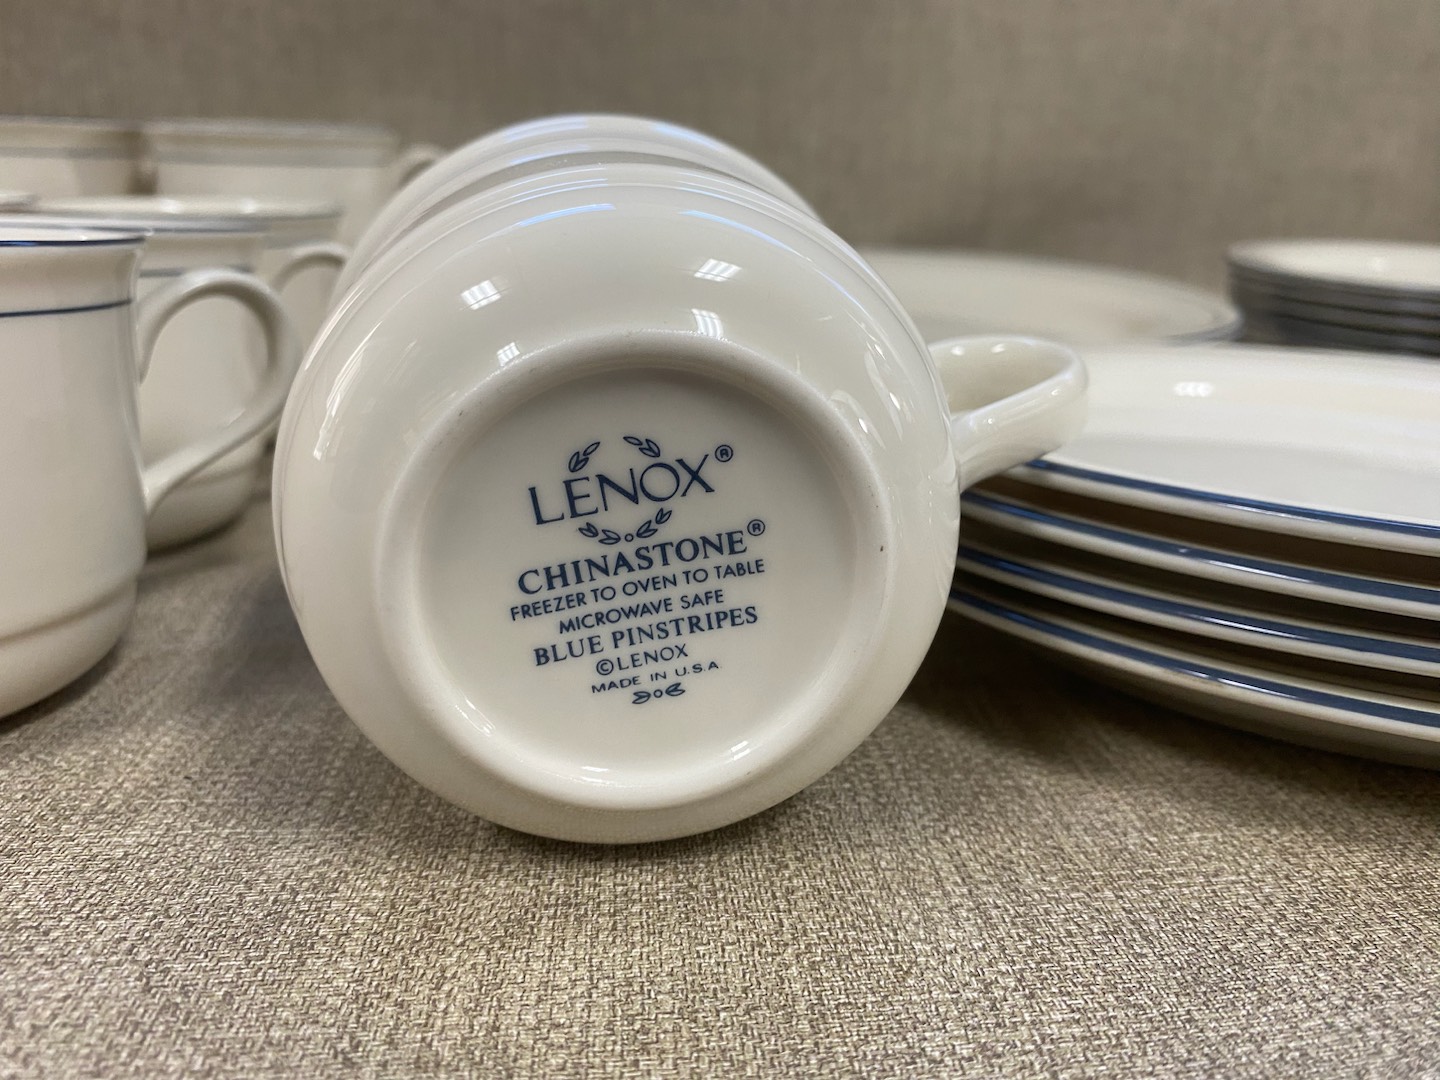 LENOX®
CHINASTONE®
FREEZER TO OVEN TO TABLE
MICROWAVE SAFE
BLUE PINSTRIPES
©LENOX
MADE IN U.S.A